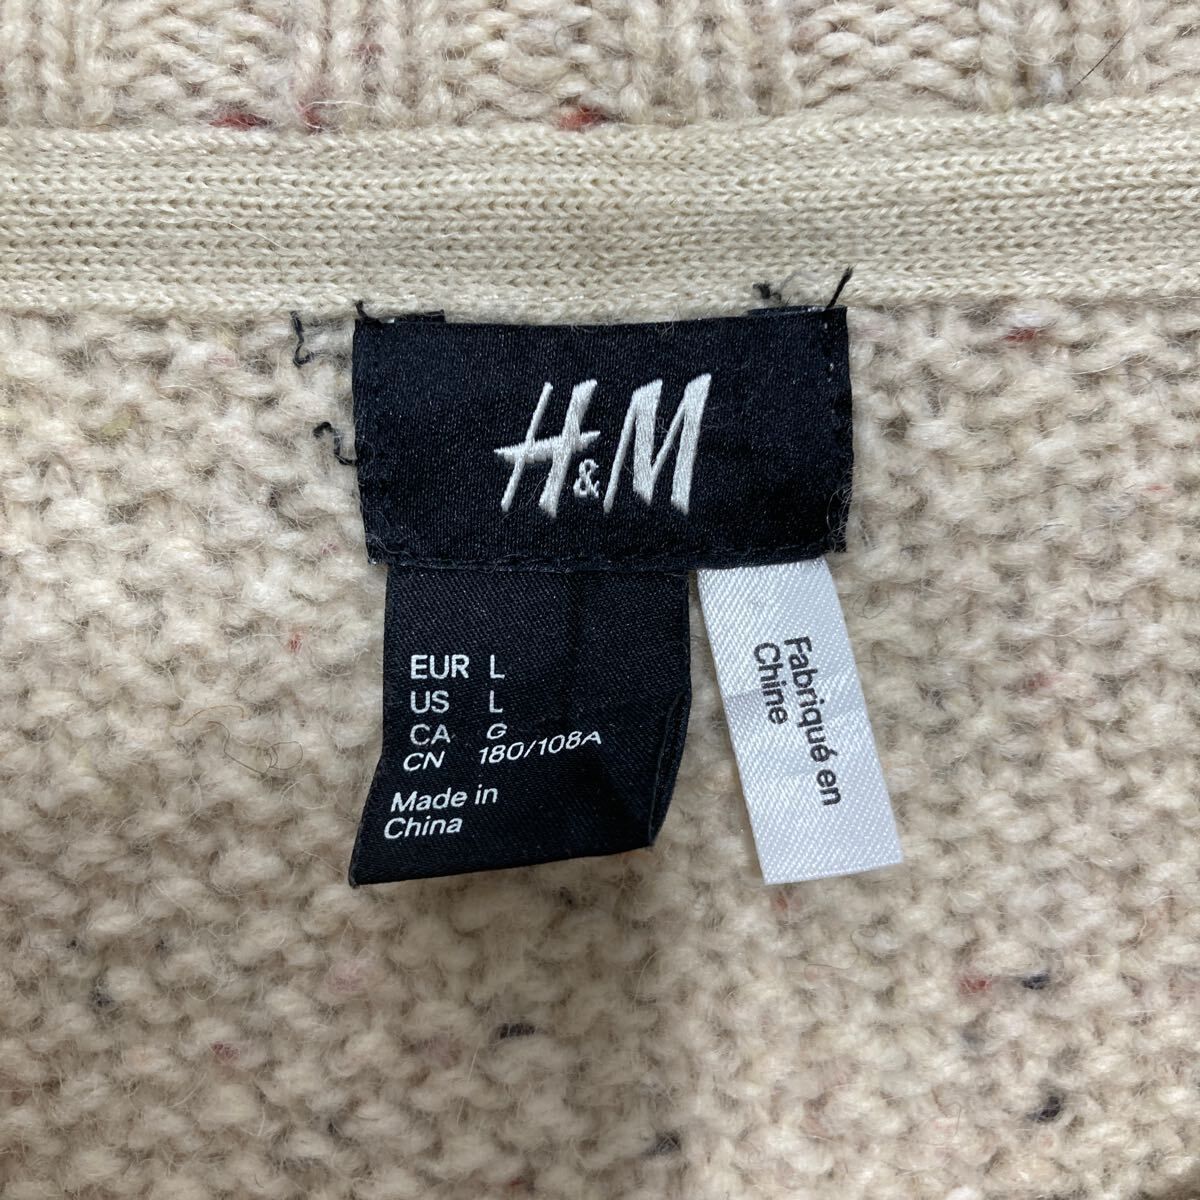 H&M
EUR L
US L
CA G
CN 180/108A
Made in
China
Fabriqué en
Chine